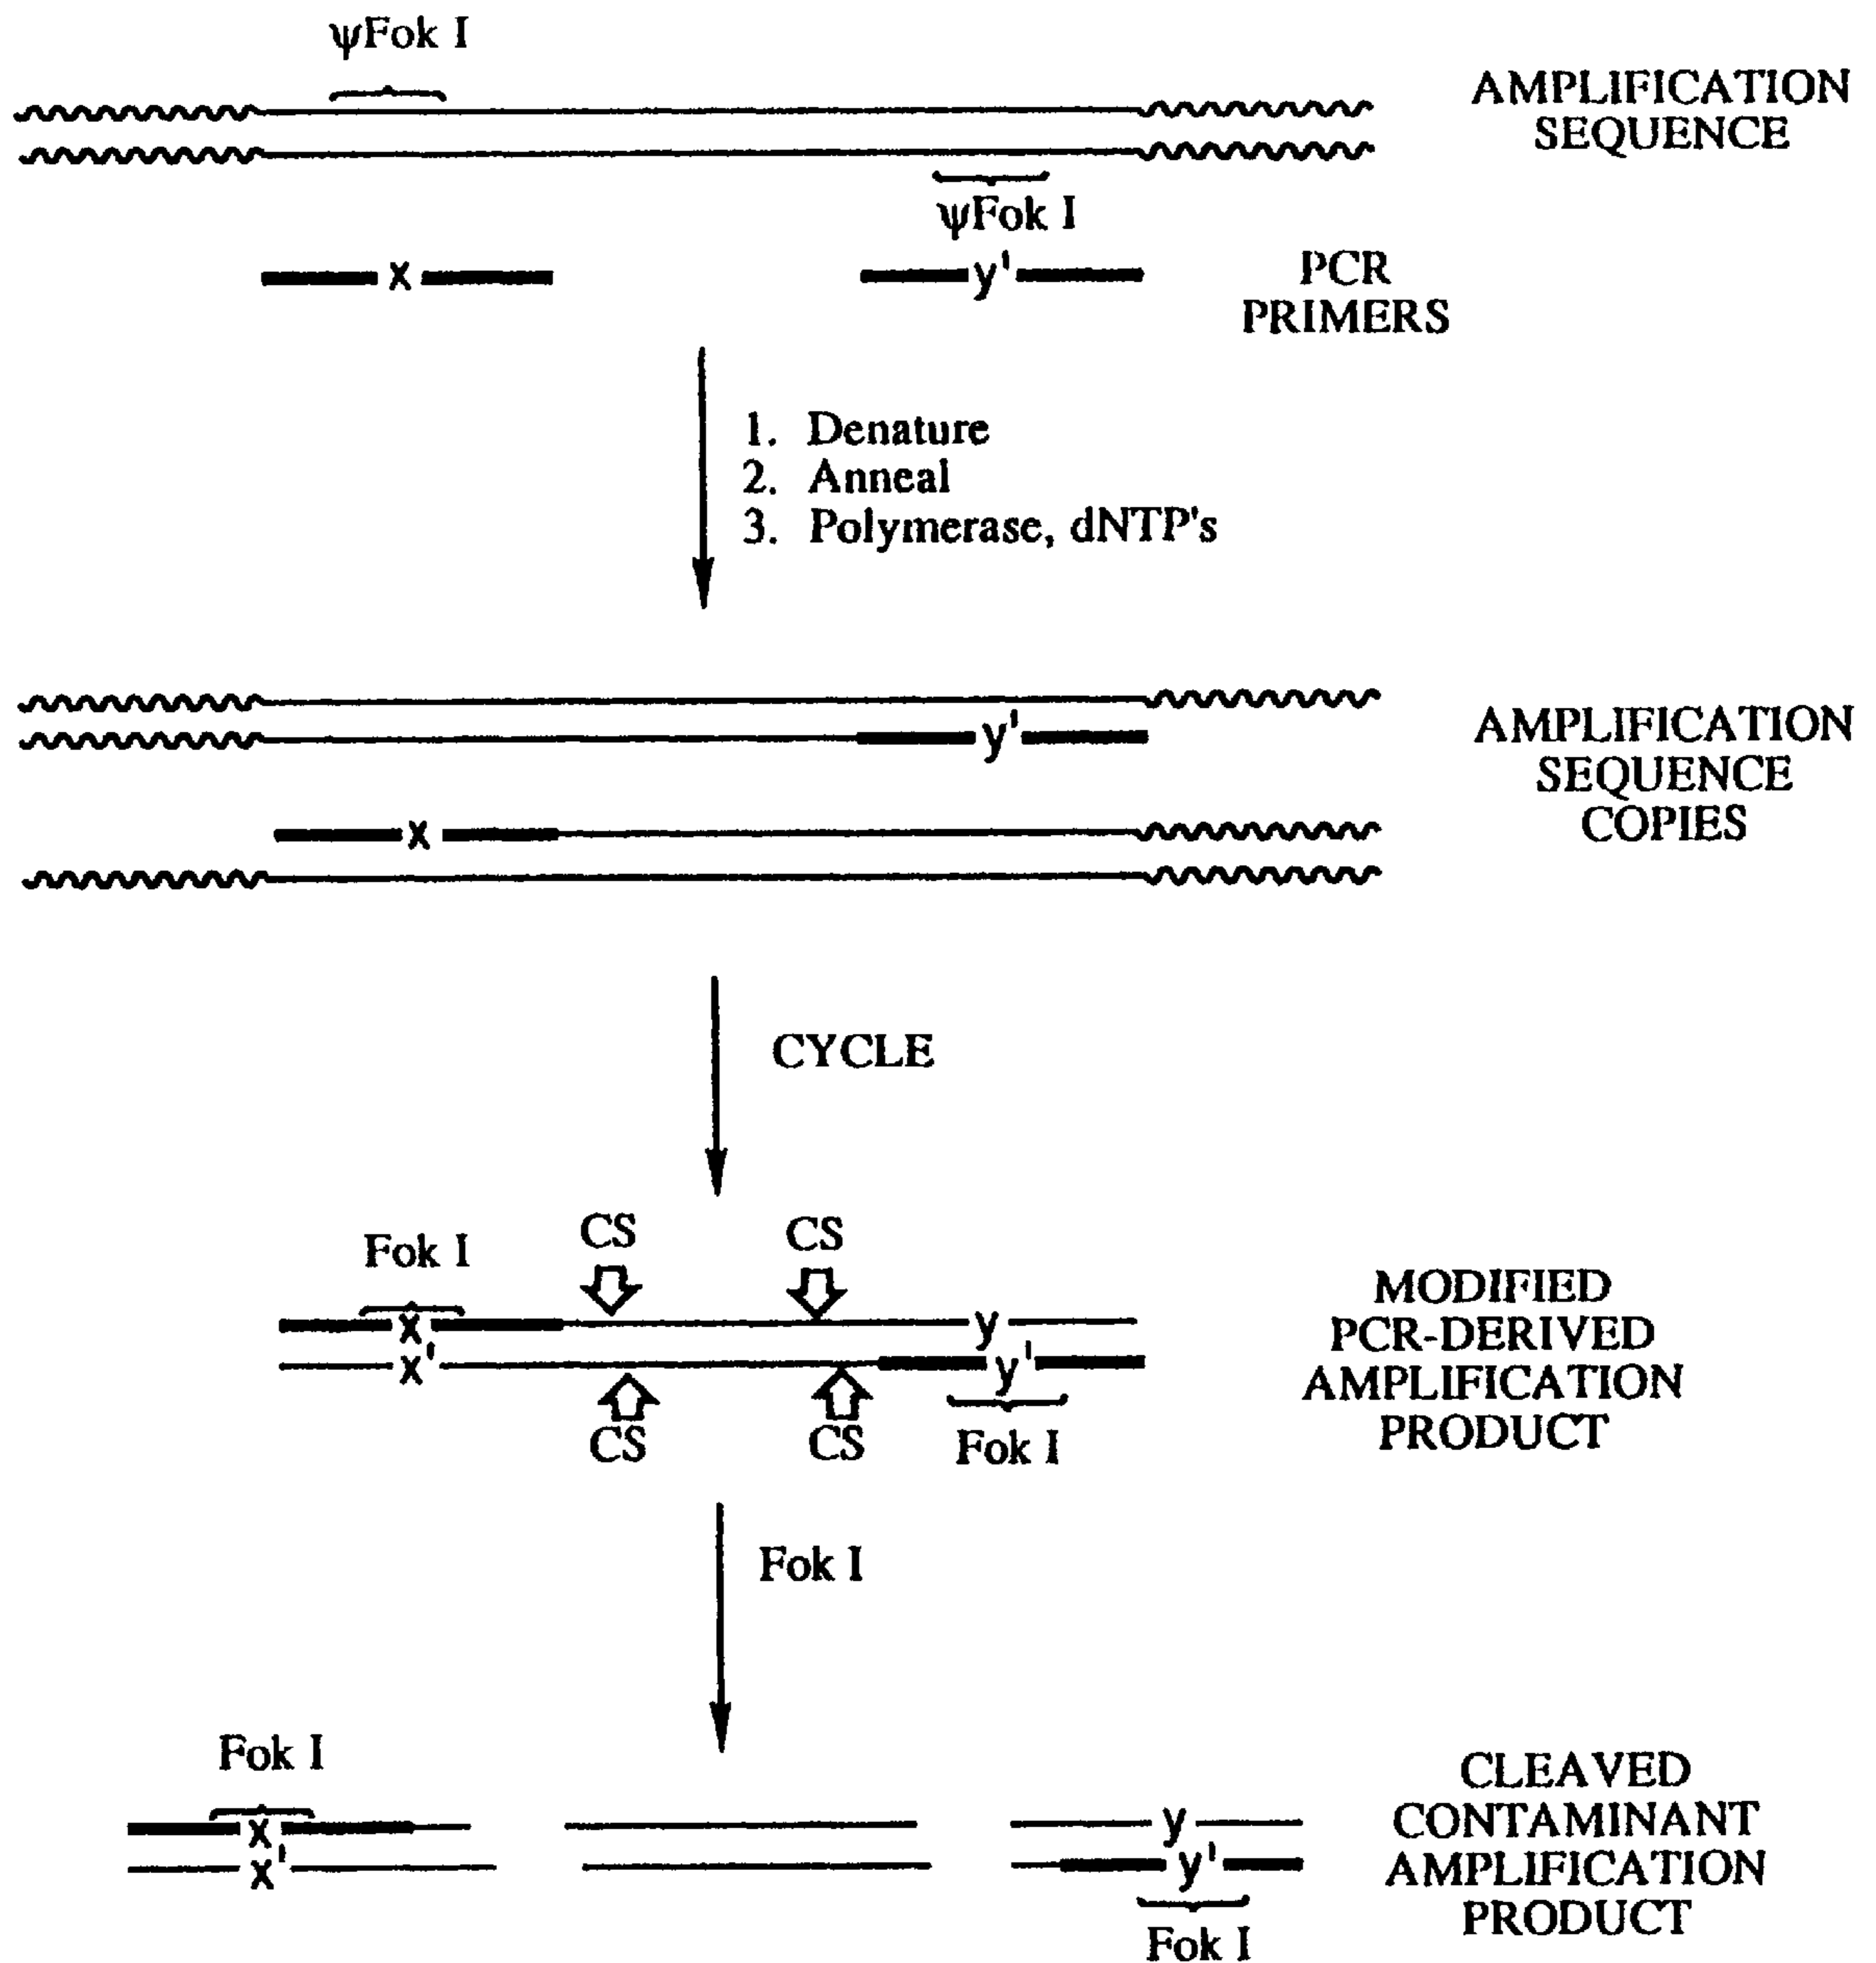 ψFok I
AMPLIFICATION
SEQUENCE
ψFok I
x
y'
PCR
PRIMERS
1. Denature
2. Anneal
3. Polymerase, dNTP's
y'
AMPLIFICATION
SEQUENCE
COPIES
x
CYCLE
Fok I
CS
CS
x
y
x'
y'
CS
CS
Fok I
MODIFIED
PCR-DERIVED
AMPLIFICATION
PRODUCT
Fok I
Fok I
x
y
x'
y'
Fok I
CLEAVED
CONTAMINANT
AMPLIFICATION
PRODUCT